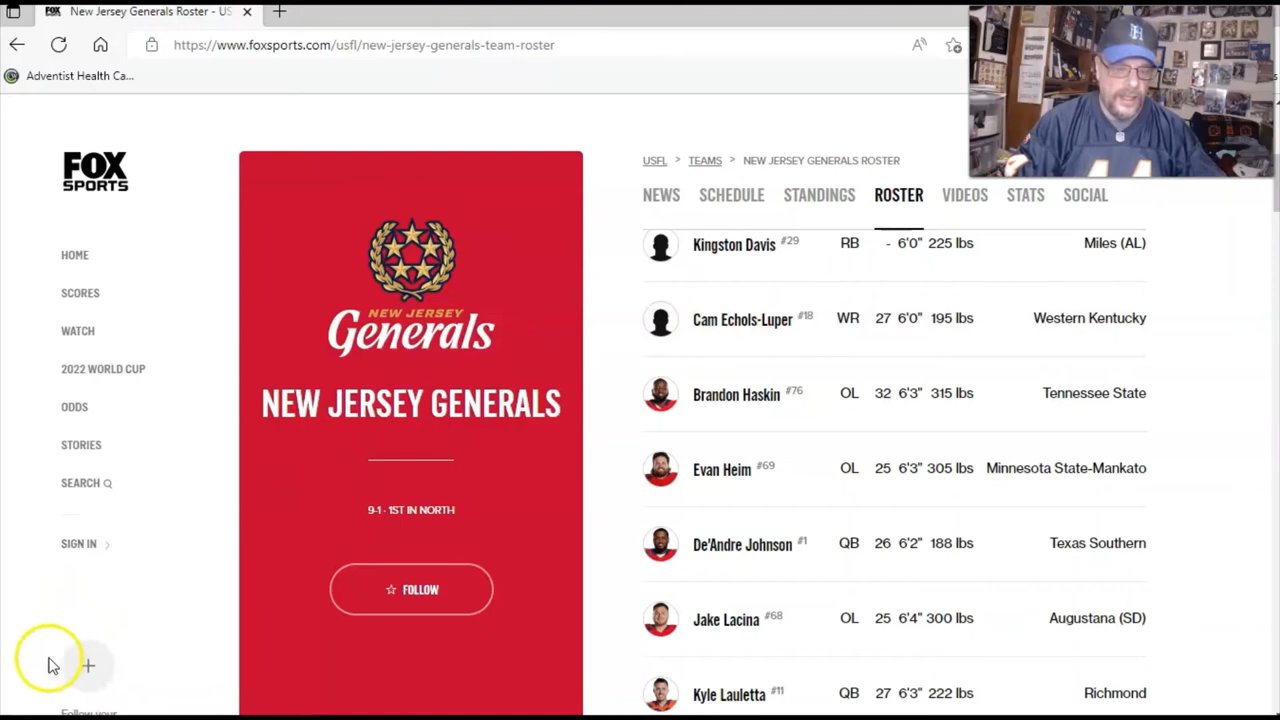 New Jersey Generals Roster - US
https://www.foxsports.com/usfl/new-jersey-generals-team-roster
Adventist Health Ca...
FOX
SPORTS
HOME
SCORES
WATCH
2022 WORLD CUP
ODDS
STORIES
SEARCH
SIGN IN
NEW JERSEY
Generals
NEW JERSEY GENERALS
9-1 - 1ST IN NORTH
FOLLOW
USFL > TEAMS > NEW JERSEY GENERALS ROSTER
NEWS SCHEDULE STANDINGS ROSTER VIDEOS STATS SOCIAL
Kingston Davis #29 RB - 6'0" 225 lbs Miles (AL)
Cam Echols-Luper #18 WR 27 6'0" 195 lbs Western Kentucky
Brandon Haskin #76 OL 32 6'3" 315 lbs Tennessee State
Evan Heim #69 OL 25 6'3" 305 lbs Minnesota State-Mankato
De'Andre Johnson #1 QB 26 6'2" 188 lbs Texas Southern
Jake Lacina #68 OL 25 6'4" 300 lbs Augustana (SD)
Kyle Lauletta #11 QB 27 6'3" 222 lbs Richmond